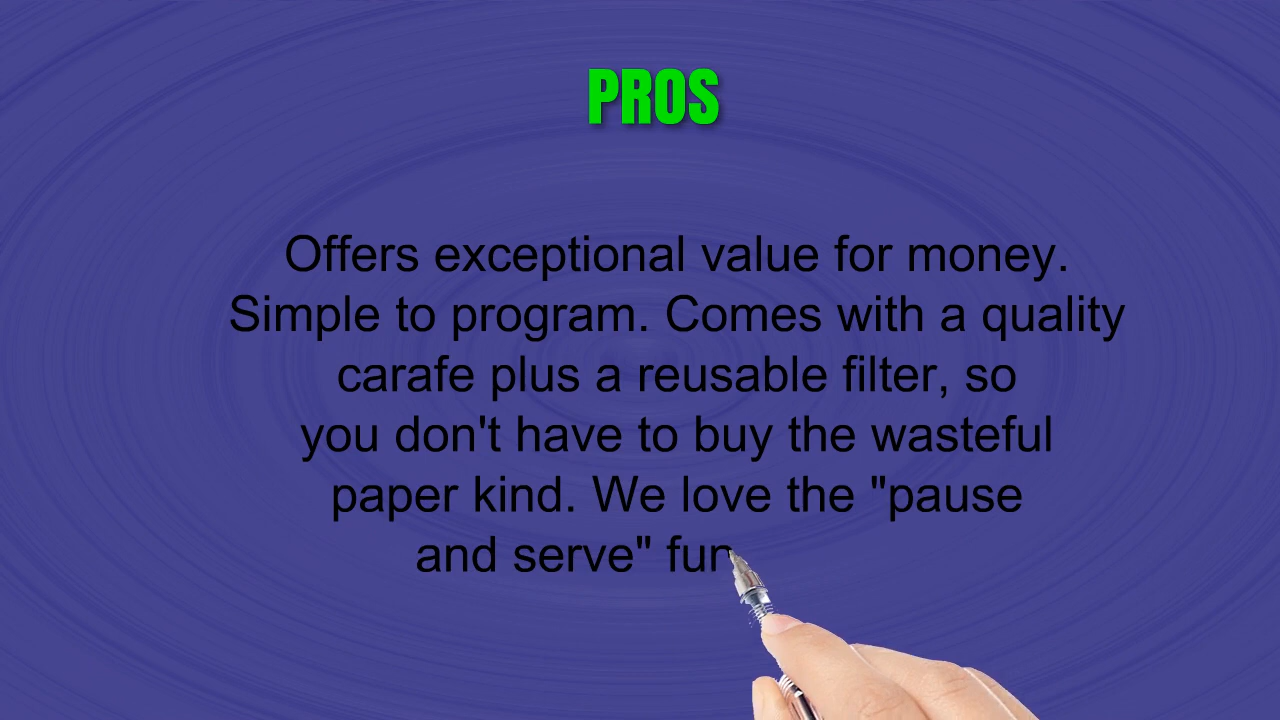 PROS
Offers exceptional value for money.
Simple to program. Comes with a quality
carafe plus a reusable filter, so
you don't have to buy the wasteful
paper kind. We love the "pause
and serve" fun